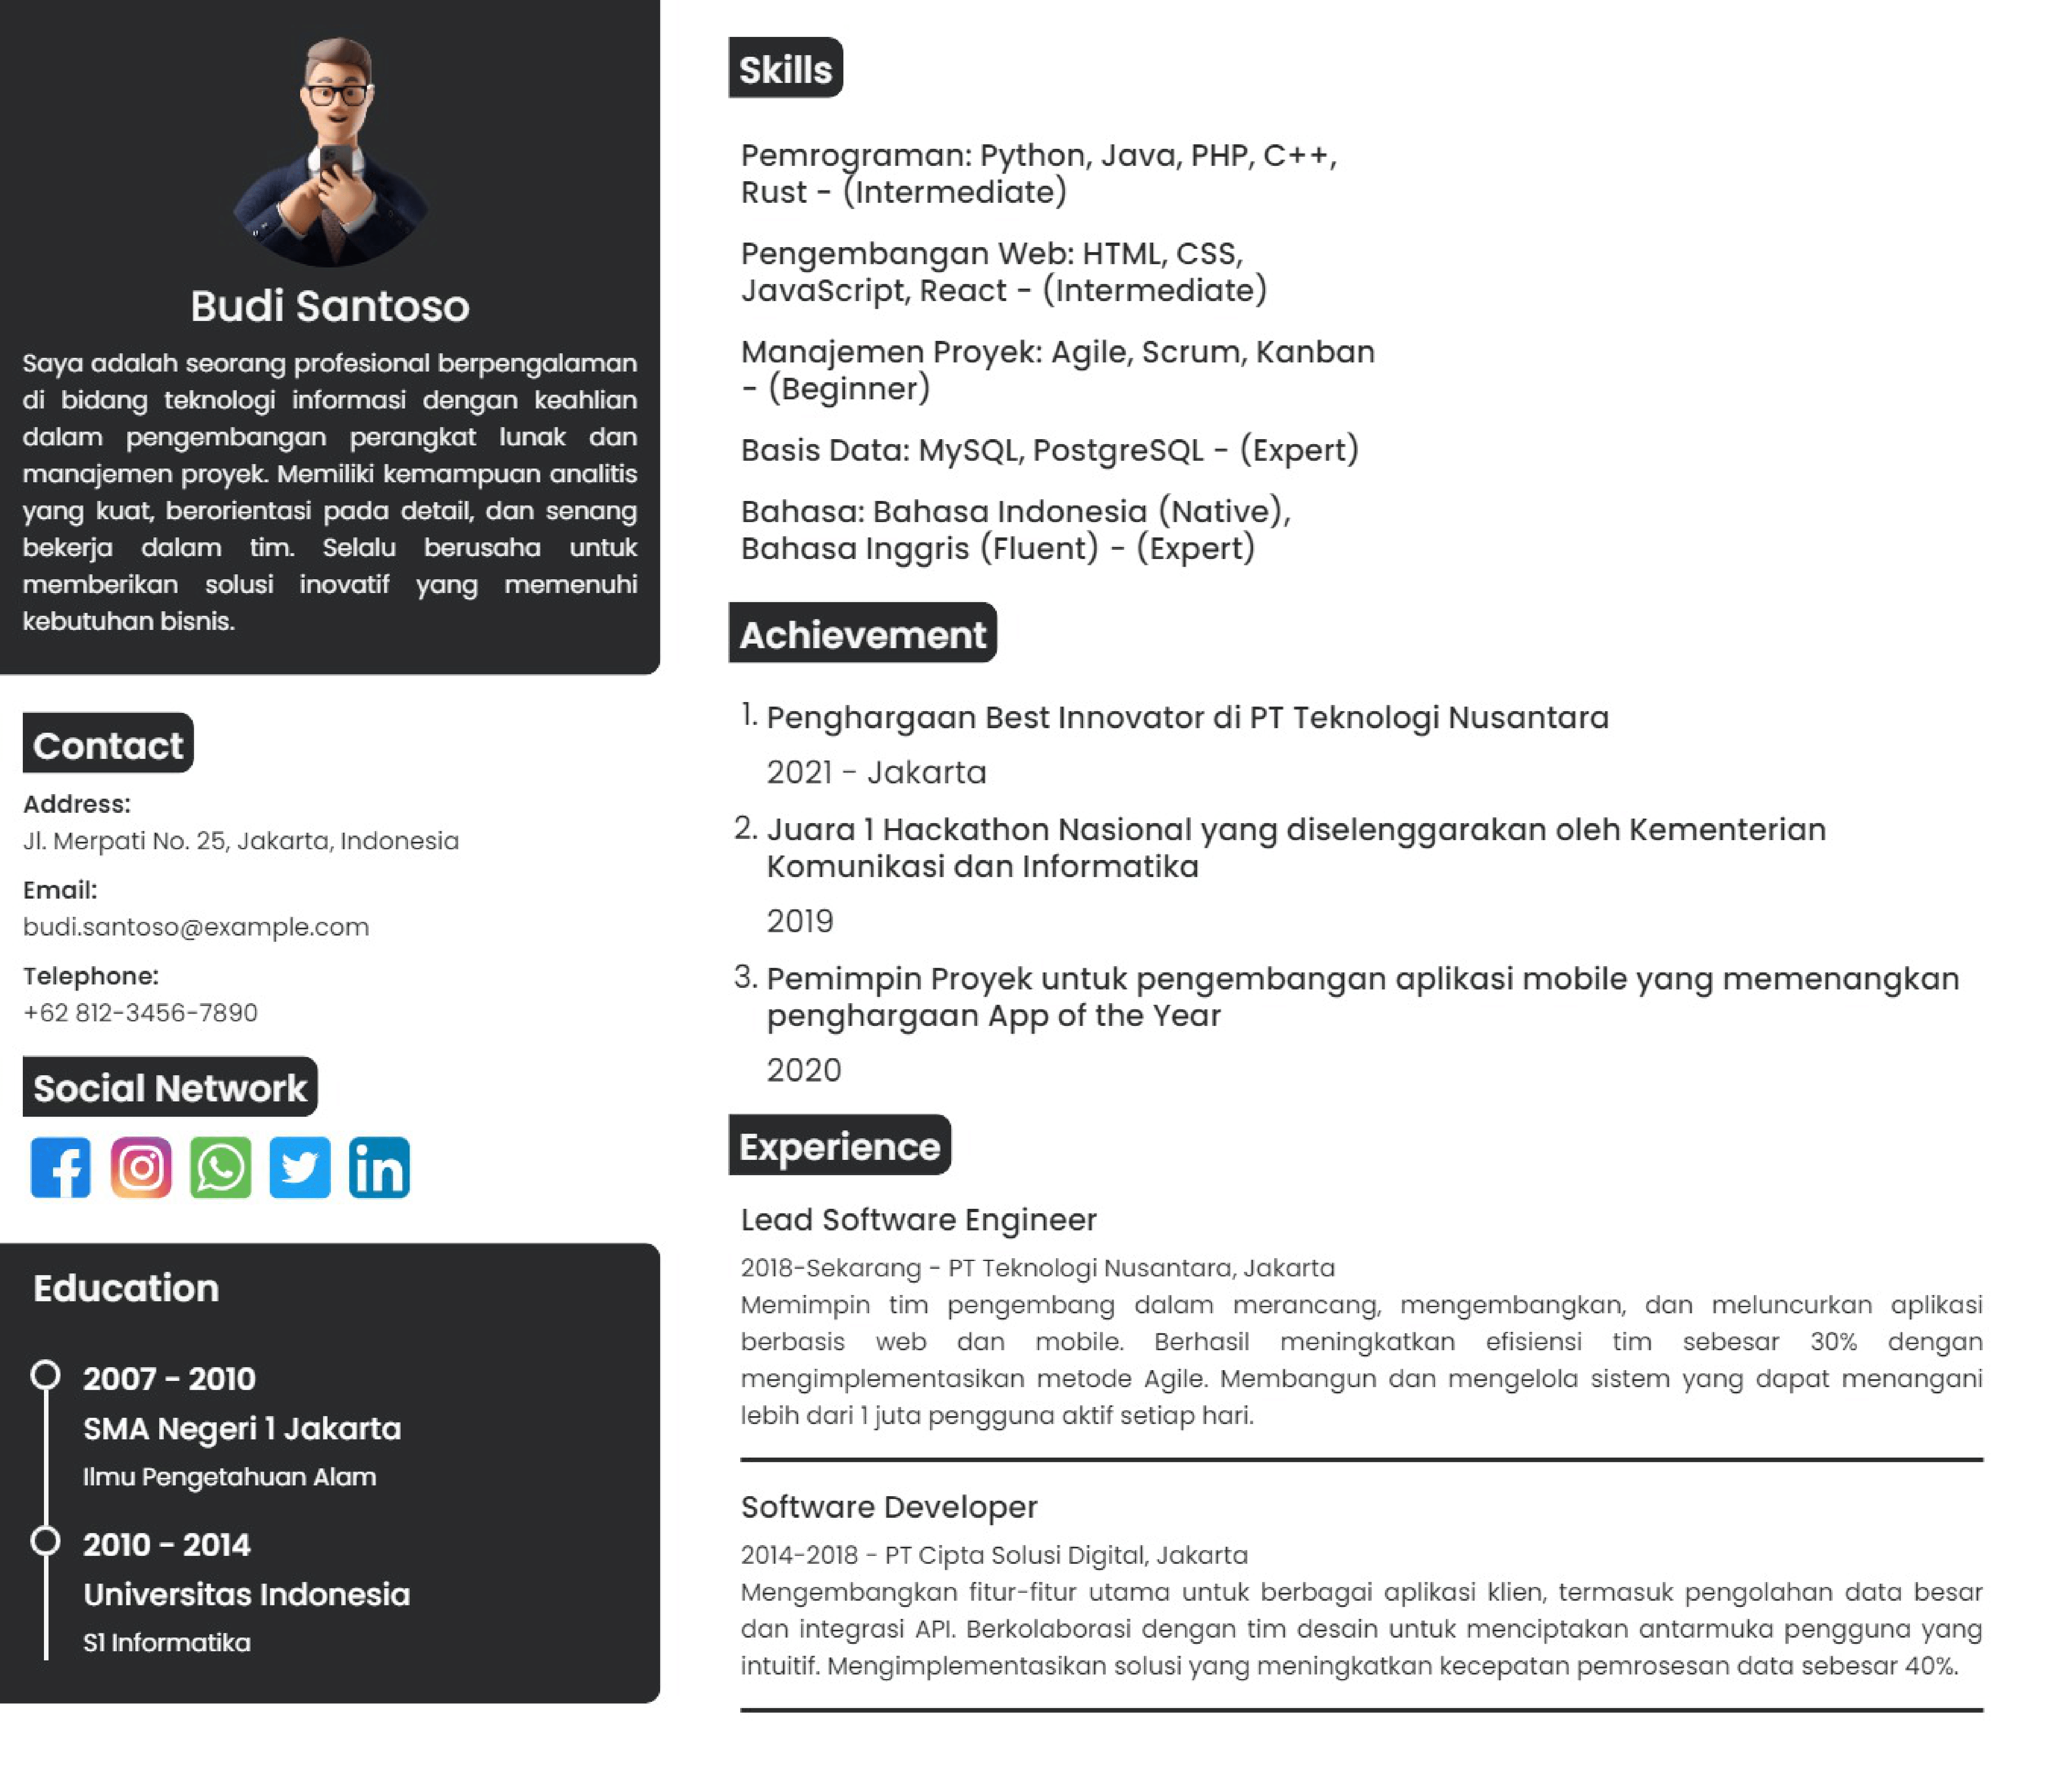 Budi Santoso
Saya adalah seorang profesional berpengalaman
di bidang teknologi informasi dengan keahlian
dalam pengembangan perangkat lunak dan
manajemen proyek. Memiliki kemampuan analitis
yang kuat, berorientasi pada detail, dan senang
bekerja dalam tim. Selalu berusaha untuk
memberikan solusi inovatif yang memenuhi
kebutuhan bisnis.
Contact
Address:
Jl. Merpati No. 25, Jakarta, Indonesia
Email:
budi.santoso@example.com
Telephone:
+62 812-3456-7890
Social Network
Education
2007 - 2010
SMA Negeri 1 Jakarta
Ilmu Pengetahuan Alam
2010 - 2014
Universitas Indonesia
S1 Informatika
Skills
Pemrograman: Python, Java, PHP, C++,
Rust - (Intermediate)
Pengembangan Web: HTML, CSS,
JavaScript, React - (Intermediate)
Manajemen Proyek: Agile, Scrum, Kanban
- (Beginner)
Basis Data: MySQL, PostgreSQL - (Expert)
Bahasa: Bahasa Indonesia (Native),
Bahasa Inggris (Fluent) - (Expert)
Achievement
1. Penghargaan Best Innovator di PT Teknologi Nusantara
2021 - Jakarta
2. Juara 1 Hackathon Nasional yang diselenggarakan oleh Kementerian
Komunikasi dan Informatika
2019
3. Pemimpin Proyek untuk pengembangan aplikasi mobile yang memenangkan
penghargaan App of the Year
2020
Experience
Lead Software Engineer
2018-Sekarang - PT Teknologi Nusantara, Jakarta
Memimpin tim pengembang dalam merancang, mengembangkan, dan meluncurkan aplikasi
berbasis web dan mobile. Berhasil meningkatkan efisiensi tim sebesar 30% dengan
mengimplementasikan metode Agile. Membangun dan mengelola sistem yang dapat menangani
lebih dari 1 juta pengguna aktif setiap hari.
Software Developer
2014-2018 - PT Cipta Solusi Digital, Jakarta
Mengembangkan fitur-fitur utama untuk berbagai aplikasi klien, termasuk pengolahan data besar
dan integrasi API. Berkolaborasi dengan tim desain untuk menciptakan antarmuka pengguna yang
intuitif. Mengimplementasikan solusi yang meningkatkan kecepatan pemrosesan data sebesar 40%.